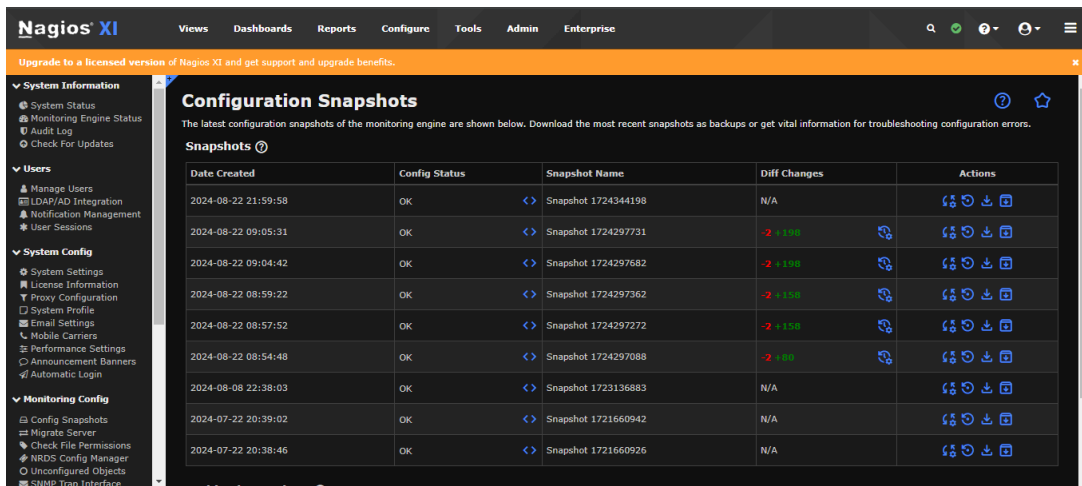 Nagios® XI
Views Dashboards Reports Configure Tools Admin Enterprise
Upgrade to a licensed version of Nagios XI and get support and upgrade benefits.
System Information
System Status
Monitoring Engine Status
Audit Log
Check For Updates
Users
Manage Users
LDAP/AD Integration
Notification Management
User Sessions
System Config
System Settings
License Information
Proxy Configuration
System Profile
Email Settings
Mobile Carriers
Performance Settings
Announcement Banners
Automatic Login
Monitoring Config
Config Snapshots
Migrate Server
Check File Permissions
NRDS Config Manager
Unconfigured Objects
SNMP Trap Interface
Configuration Snapshots
The latest configuration snapshots of the monitoring engine are shown below. Download the most recent snapshots as backups or get vital information for troubleshooting configuration errors.
Snapshots
Date Created Config Status Snapshot Name Diff Changes Actions
2024-08-22 21:59:58 OK Snapshot 1724344198 N/A
2024-08-22 09:05:31 OK Snapshot 1724297731 -2 +198
2024-08-22 09:04:42 OK Snapshot 1724297682 -2 +198
2024-08-22 08:59:22 OK Snapshot 1724297362 -2 +158
2024-08-22 08:57:52 OK Snapshot 1724297272 -2 +158
2024-08-22 08:54:48 OK Snapshot 1724297088 -2 +80
2024-08-08 22:38:03 OK Snapshot 1723136883 N/A
2024-07-22 20:39:02 OK Snapshot 1721660942 N/A
2024-07-22 20:38:46 OK Snapshot 1721660926 N/A